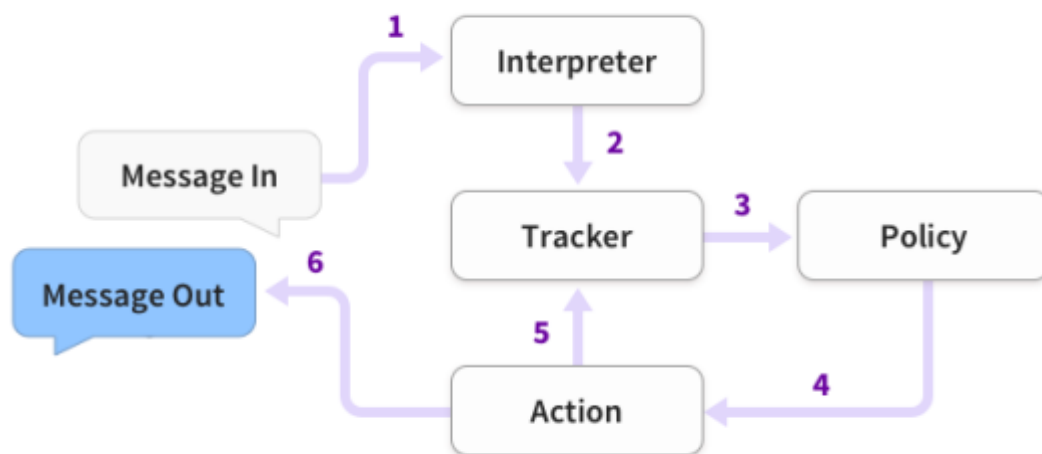 1
Interpreter
2
Message In
Tracker
3
Policy
6
Message Out
5
4
Action